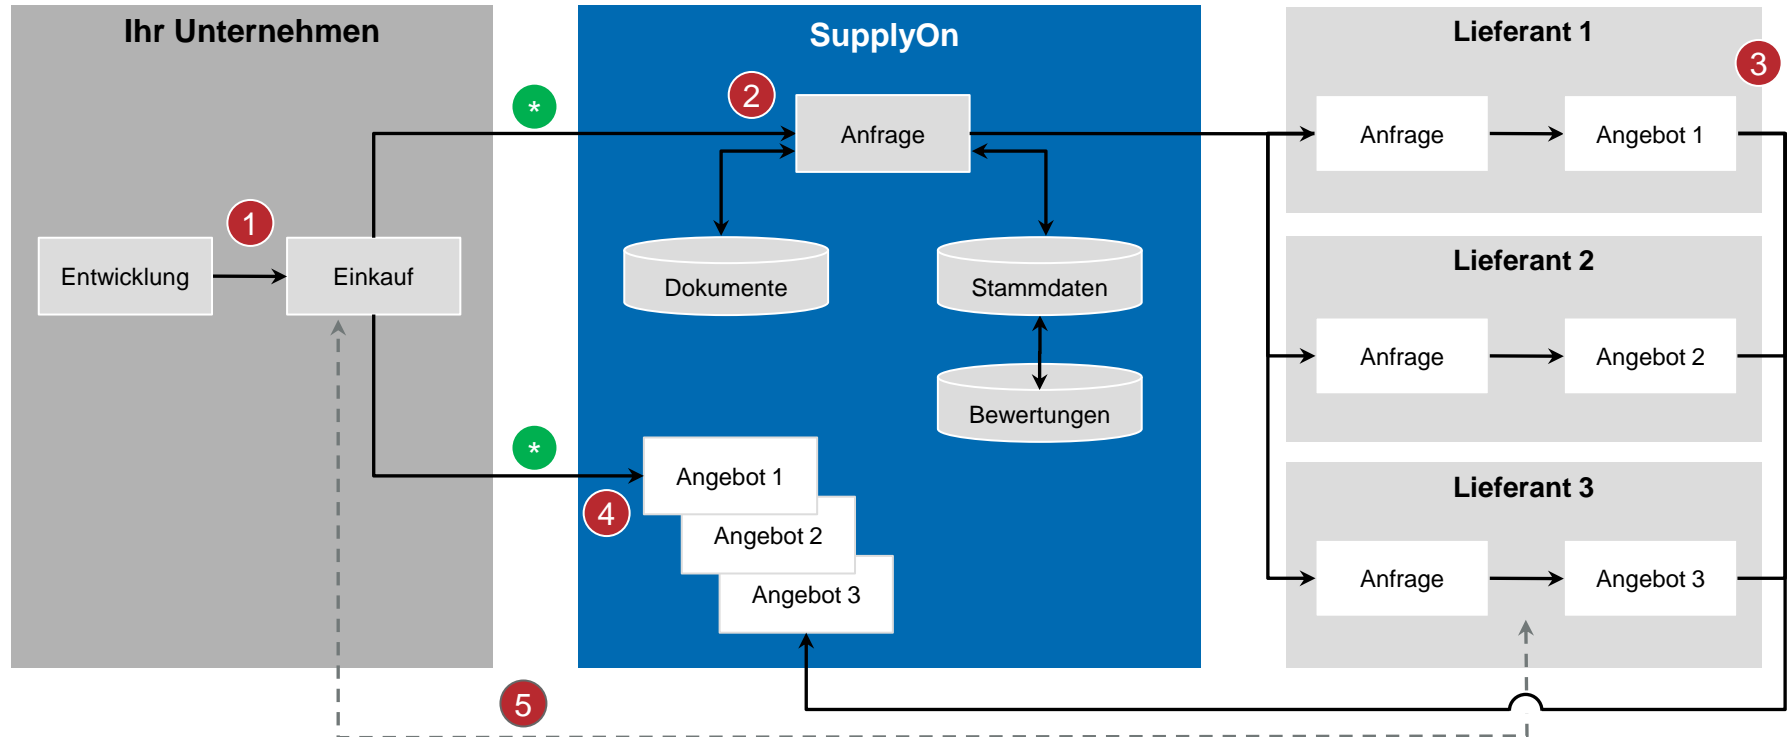 Ihr Unternehmen
1
Entwicklung
Einkauf
*
*
SupplyOn
2
Anfrage
Dokumente
Stammdaten
Bewertungen
4
Angebot 1
Angebot 2
Angebot 3
Lieferant 1
3
Anfrage
Angebot 1
Lieferant 2
Anfrage
Angebot 2
Lieferant 3
Anfrage
Angebot 3
5